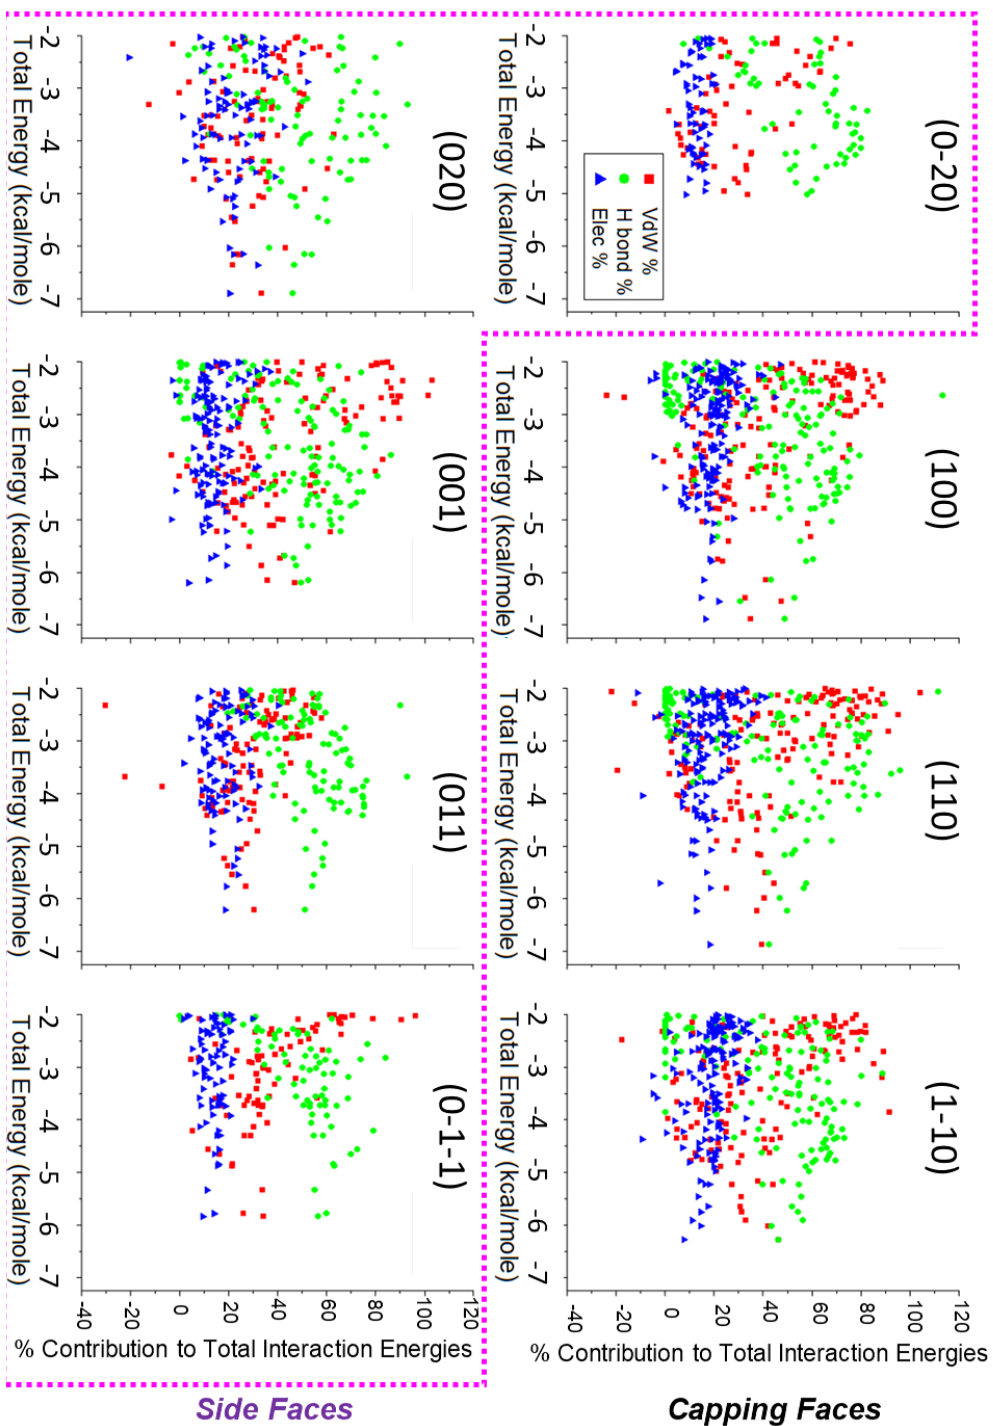 (0-20)
VdW %
H bond %
Elec %
-2 -3 -4 -5 -6 -7
Total Energy (kcal/mole)
(100)
-2 -3 -4 -5 -6 -7
Total Energy (kcal/mole)
(110)
-2 -3 -4 -5 -6 -7
Total Energy (kcal/mole)
(1-10)
-2 -3 -4 -5 -6 -7
Total Energy (kcal/mole)
-40 -20 0 20 40 60 80 100 120
% Contribution to Total Interaction Energies
Capping Faces
(020)
-2 -3 -4 -5 -6 -7
Total Energy (kcal/mole)
(001)
-2 -3 -4 -5 -6 -7
Total Energy (kcal/mole)
(011)
-2 -3 -4 -5 -6 -7
Total Energy (kcal/mole)
(0-1-1)
-2 -3 -4 -5 -6 -7
Total Energy (kcal/mole)
-40 -20 0 20 40 60 80 100 120
% Contribution to Total Interaction Energies
Side Faces